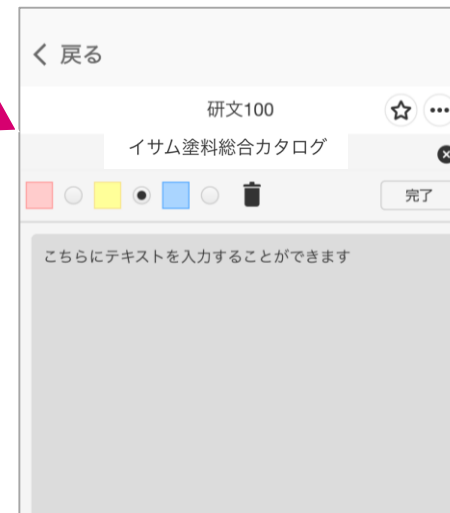 戻る
研文100
イサム塗料総合カタログ
完了
こちらにテキストを入力することができます